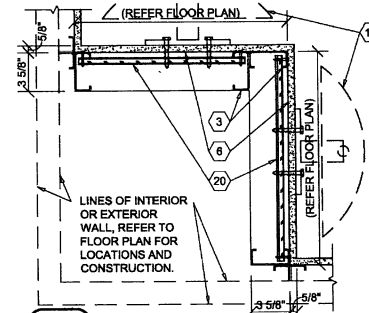 (REFER FLOOR PLAN)
1
5/8"
3 5/8"
3
6
20
(REFER FLOOR PLAN)
LINES OF INTERIOR
OR EXTERIOR
WALL, REFER TO
FLOOR PLAN FOR
LOCATIONS AND
CONSTRUCTION.
3 5/8"
5/8"